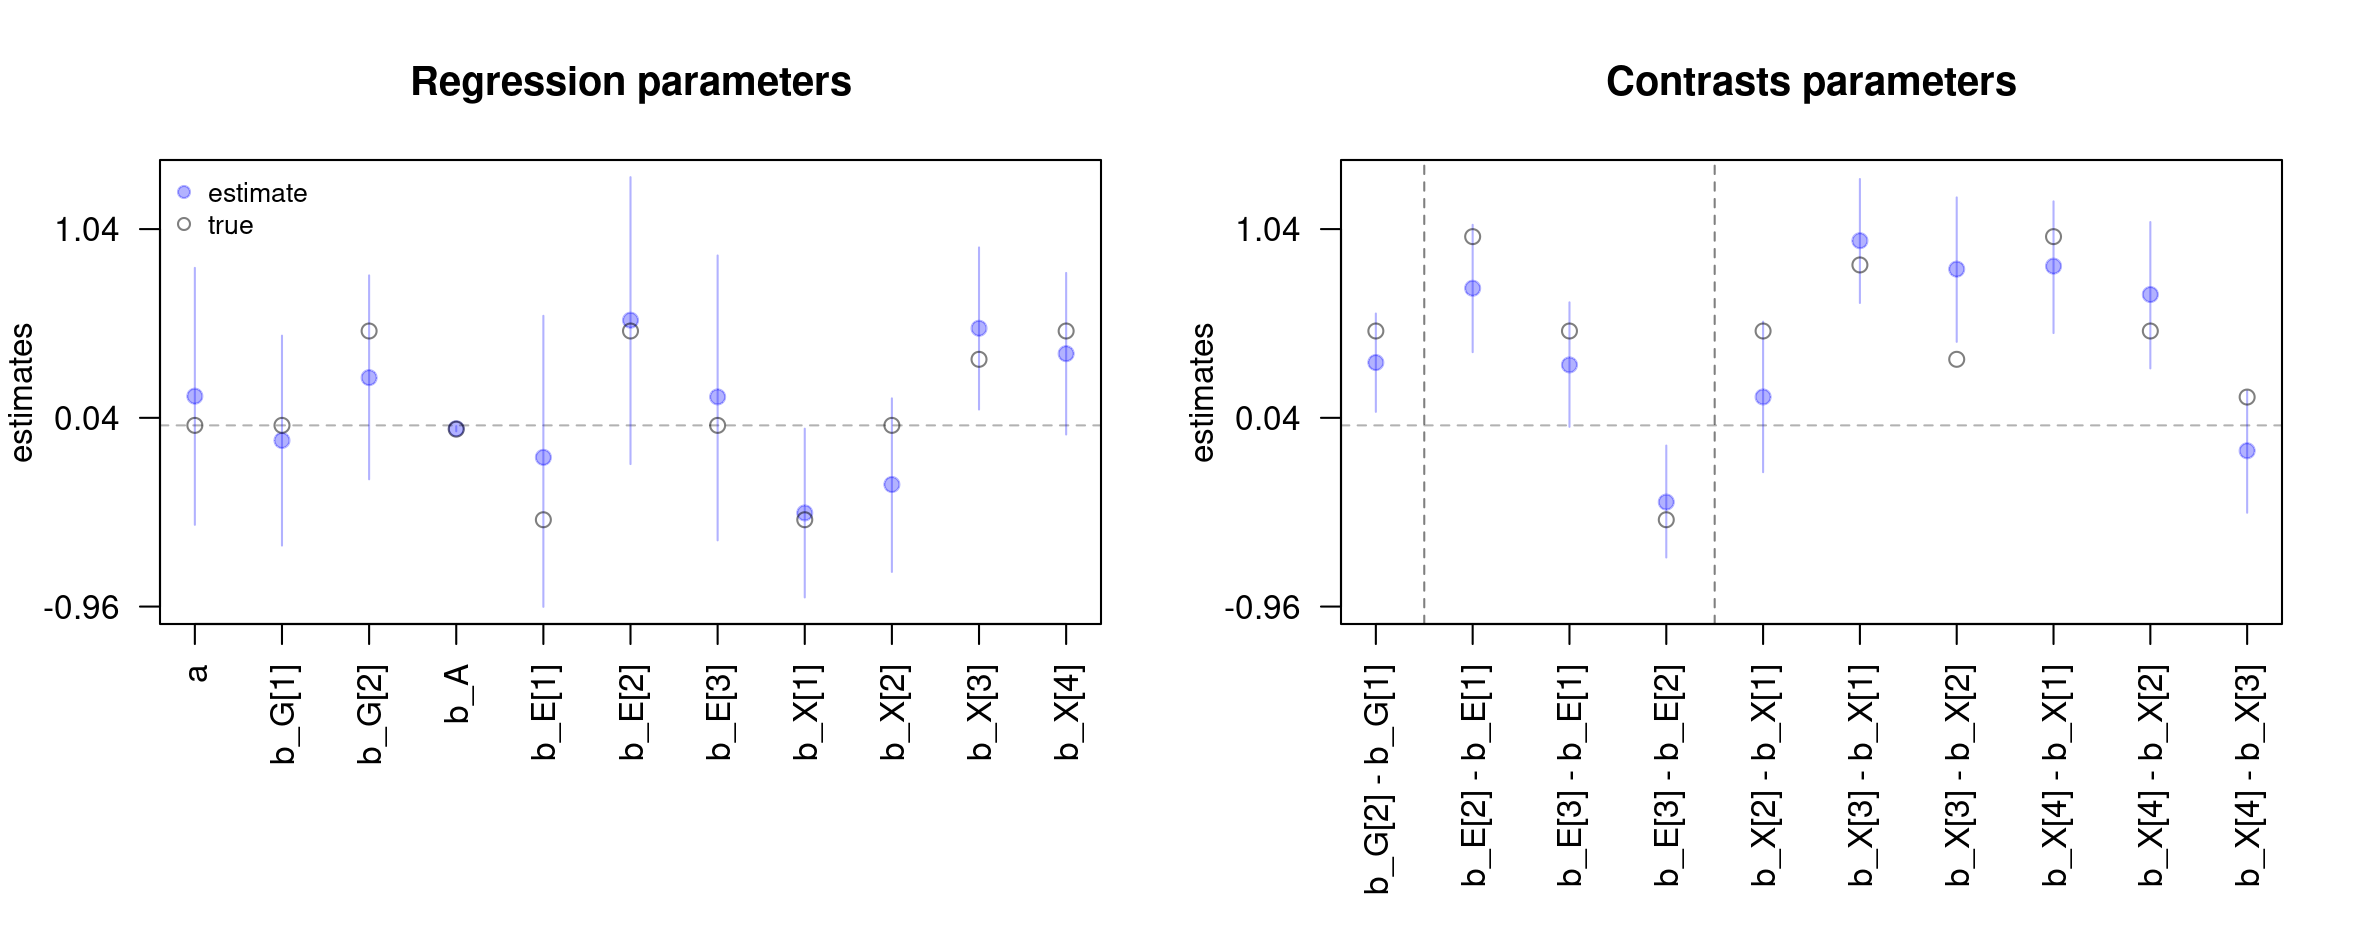 Regression parameters
estimates
1.04
0.04
-0.96
estimate
true
a
b_G[1]
b_G[2]
b_A
b_E[1]
b_E[2]
b_E[3]
b_X[1]
b_X[2]
b_X[3]
b_X[4]
Contrasts parameters
estimates
1.04
0.04
-0.96
b_G[2] - b_G[1]
b_E[2] - b_E[1]
b_E[3] - b_E[1]
b_E[3] - b_E[2]
b_X[2] - b_X[1]
b_X[3] - b_X[1]
b_X[3] - b_X[2]
b_X[4] - b_X[1]
b_X[4] - b_X[2]
b_X[4] - b_X[3]